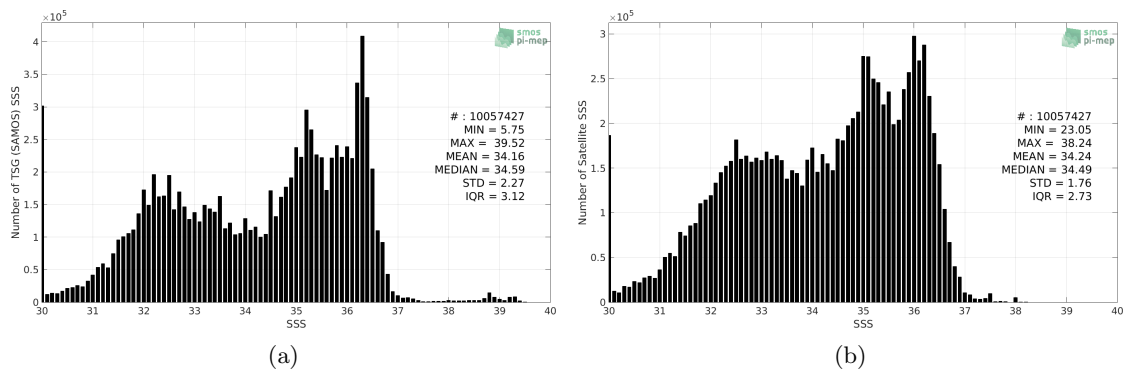 ×10⁵
4
3.5
3
2.5
2
1.5
1
0.5
0
Number of TSG (SAMOS) SSS
30 31 32 33 34 35 36 37 38 39 40
SSS
smos
pi-mep
# : 10057427
MIN = 5.75
MAX = 39.52
MEAN = 34.16
MEDIAN = 34.59
STD = 2.27
IQR = 3.12
(a)
×10⁵
3
2.5
2
1.5
1
0.5
0
Number of Satellite SSS
30 31 32 33 34 35 36 37 38 39 40
SSS
smos
pi-mep
# : 10057427
MIN = 23.05
MAX = 38.24
MEAN = 34.24
MEDIAN = 34.49
STD = 1.76
IQR = 2.73
(b)